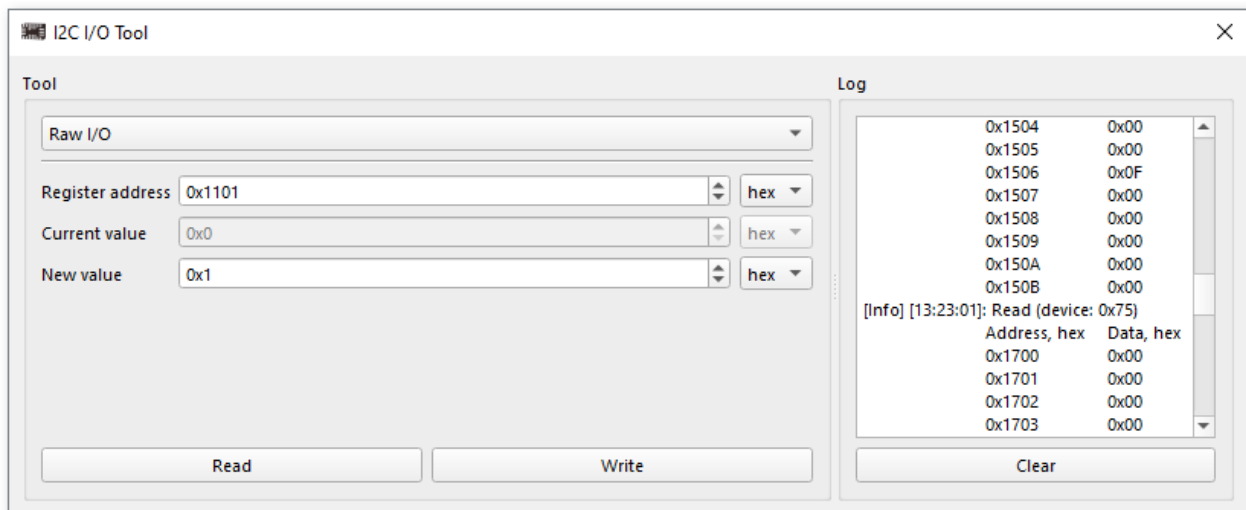 I2C I/O Tool
Tool
Raw I/O
Register address 0x1101 hex
Current value 0x0 hex
New value 0x1 hex
Read Write
Log
0x1504 0x00
0x1505 0x00
0x1506 0x0F
0x1507 0x00
0x1508 0x00
0x1509 0x00
0x150A 0x00
0x150B 0x00
[Info] [13:23:01]: Read (device: 0x75)
Address, hex Data, hex
0x1700 0x00
0x1701 0x00
0x1702 0x00
0x1703 0x00
Clear